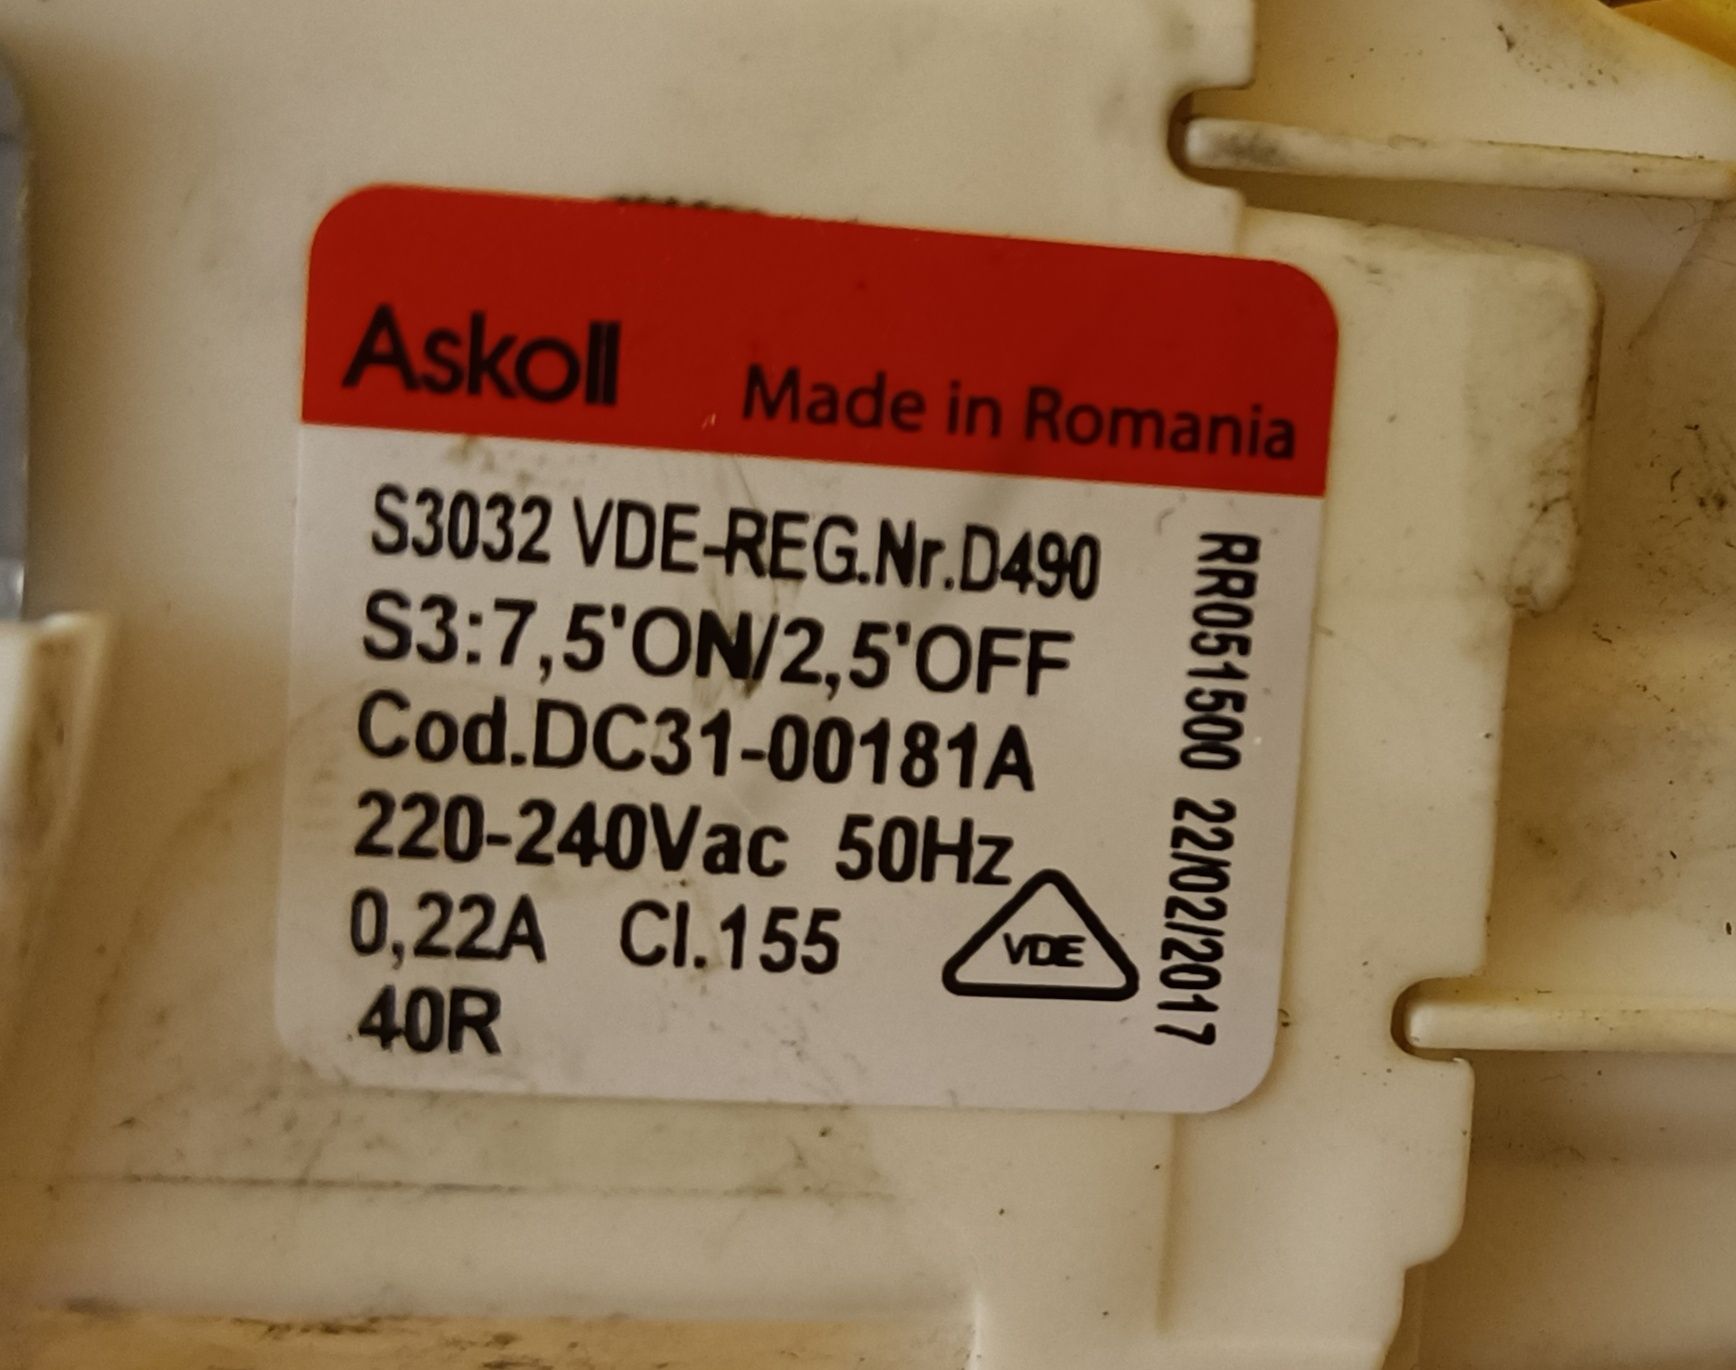 Askoll
Made in Romania
S3032 VDE-REG.Nr.D490
S3:7,5'ON/2,5'OFF
Cod.DC31-00181A
220-240Vac 50Hz
0,22A Cl.155
40R
VDE
RR051500 22/02/2017